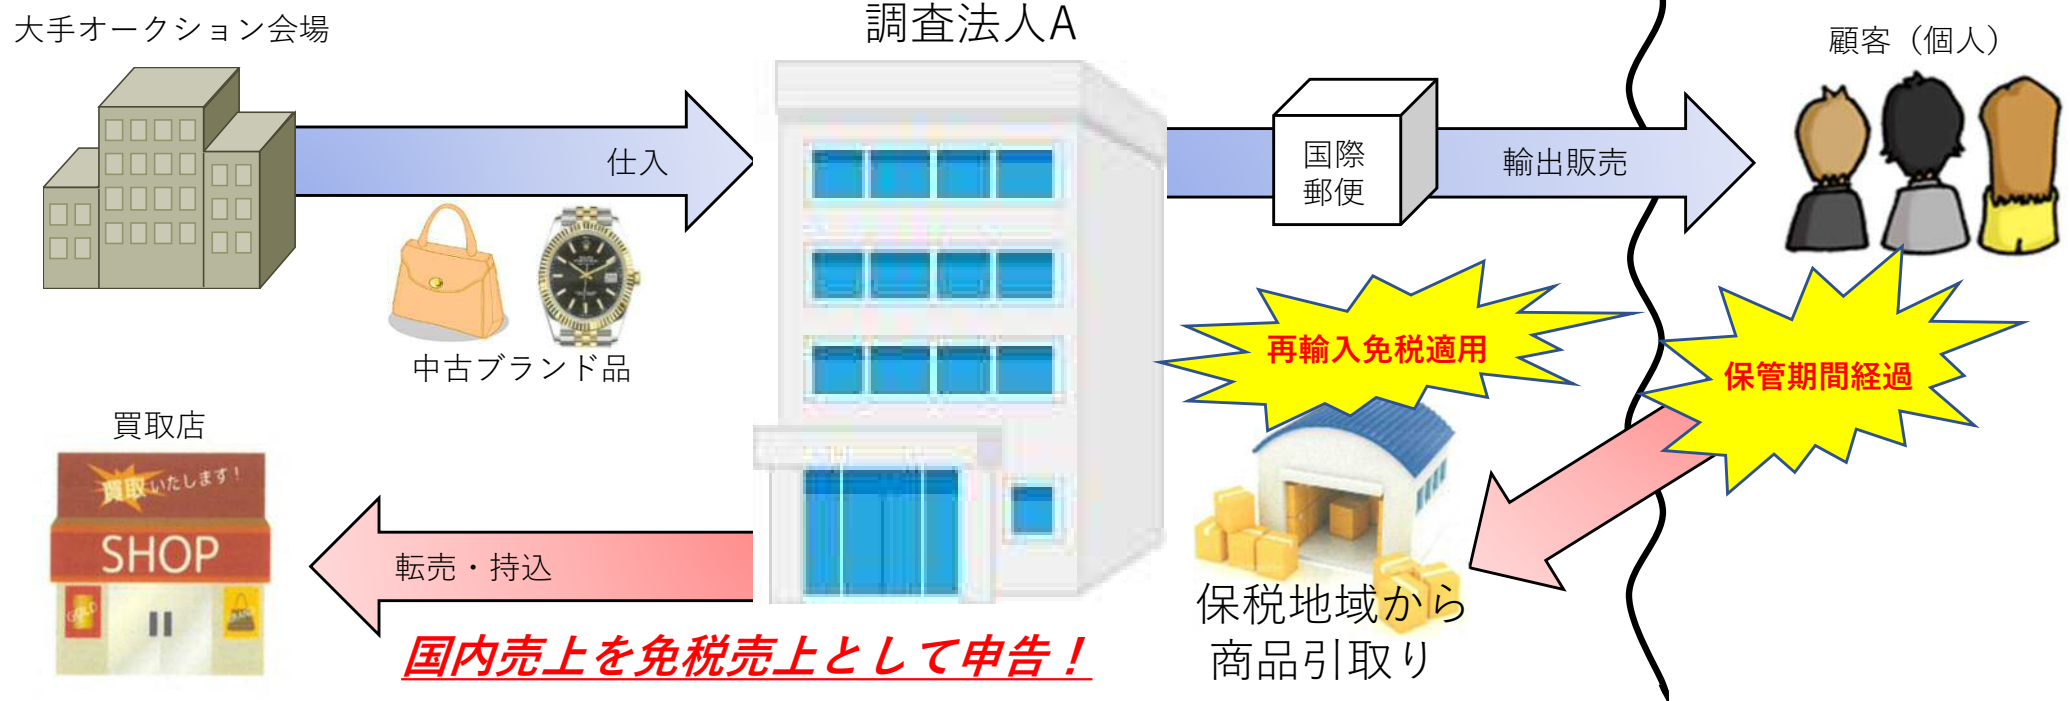 大手オークション会場
調査法人A
顧客（個人）
仕入
国際
郵便
輸出販売
中古ブランド品
再輸入免税適用
保管期間経過
買取店
買取いたします！
SHOP
GOLD
転売・持込
保税地域から
商品引取り
国内売上を免税売上として申告！